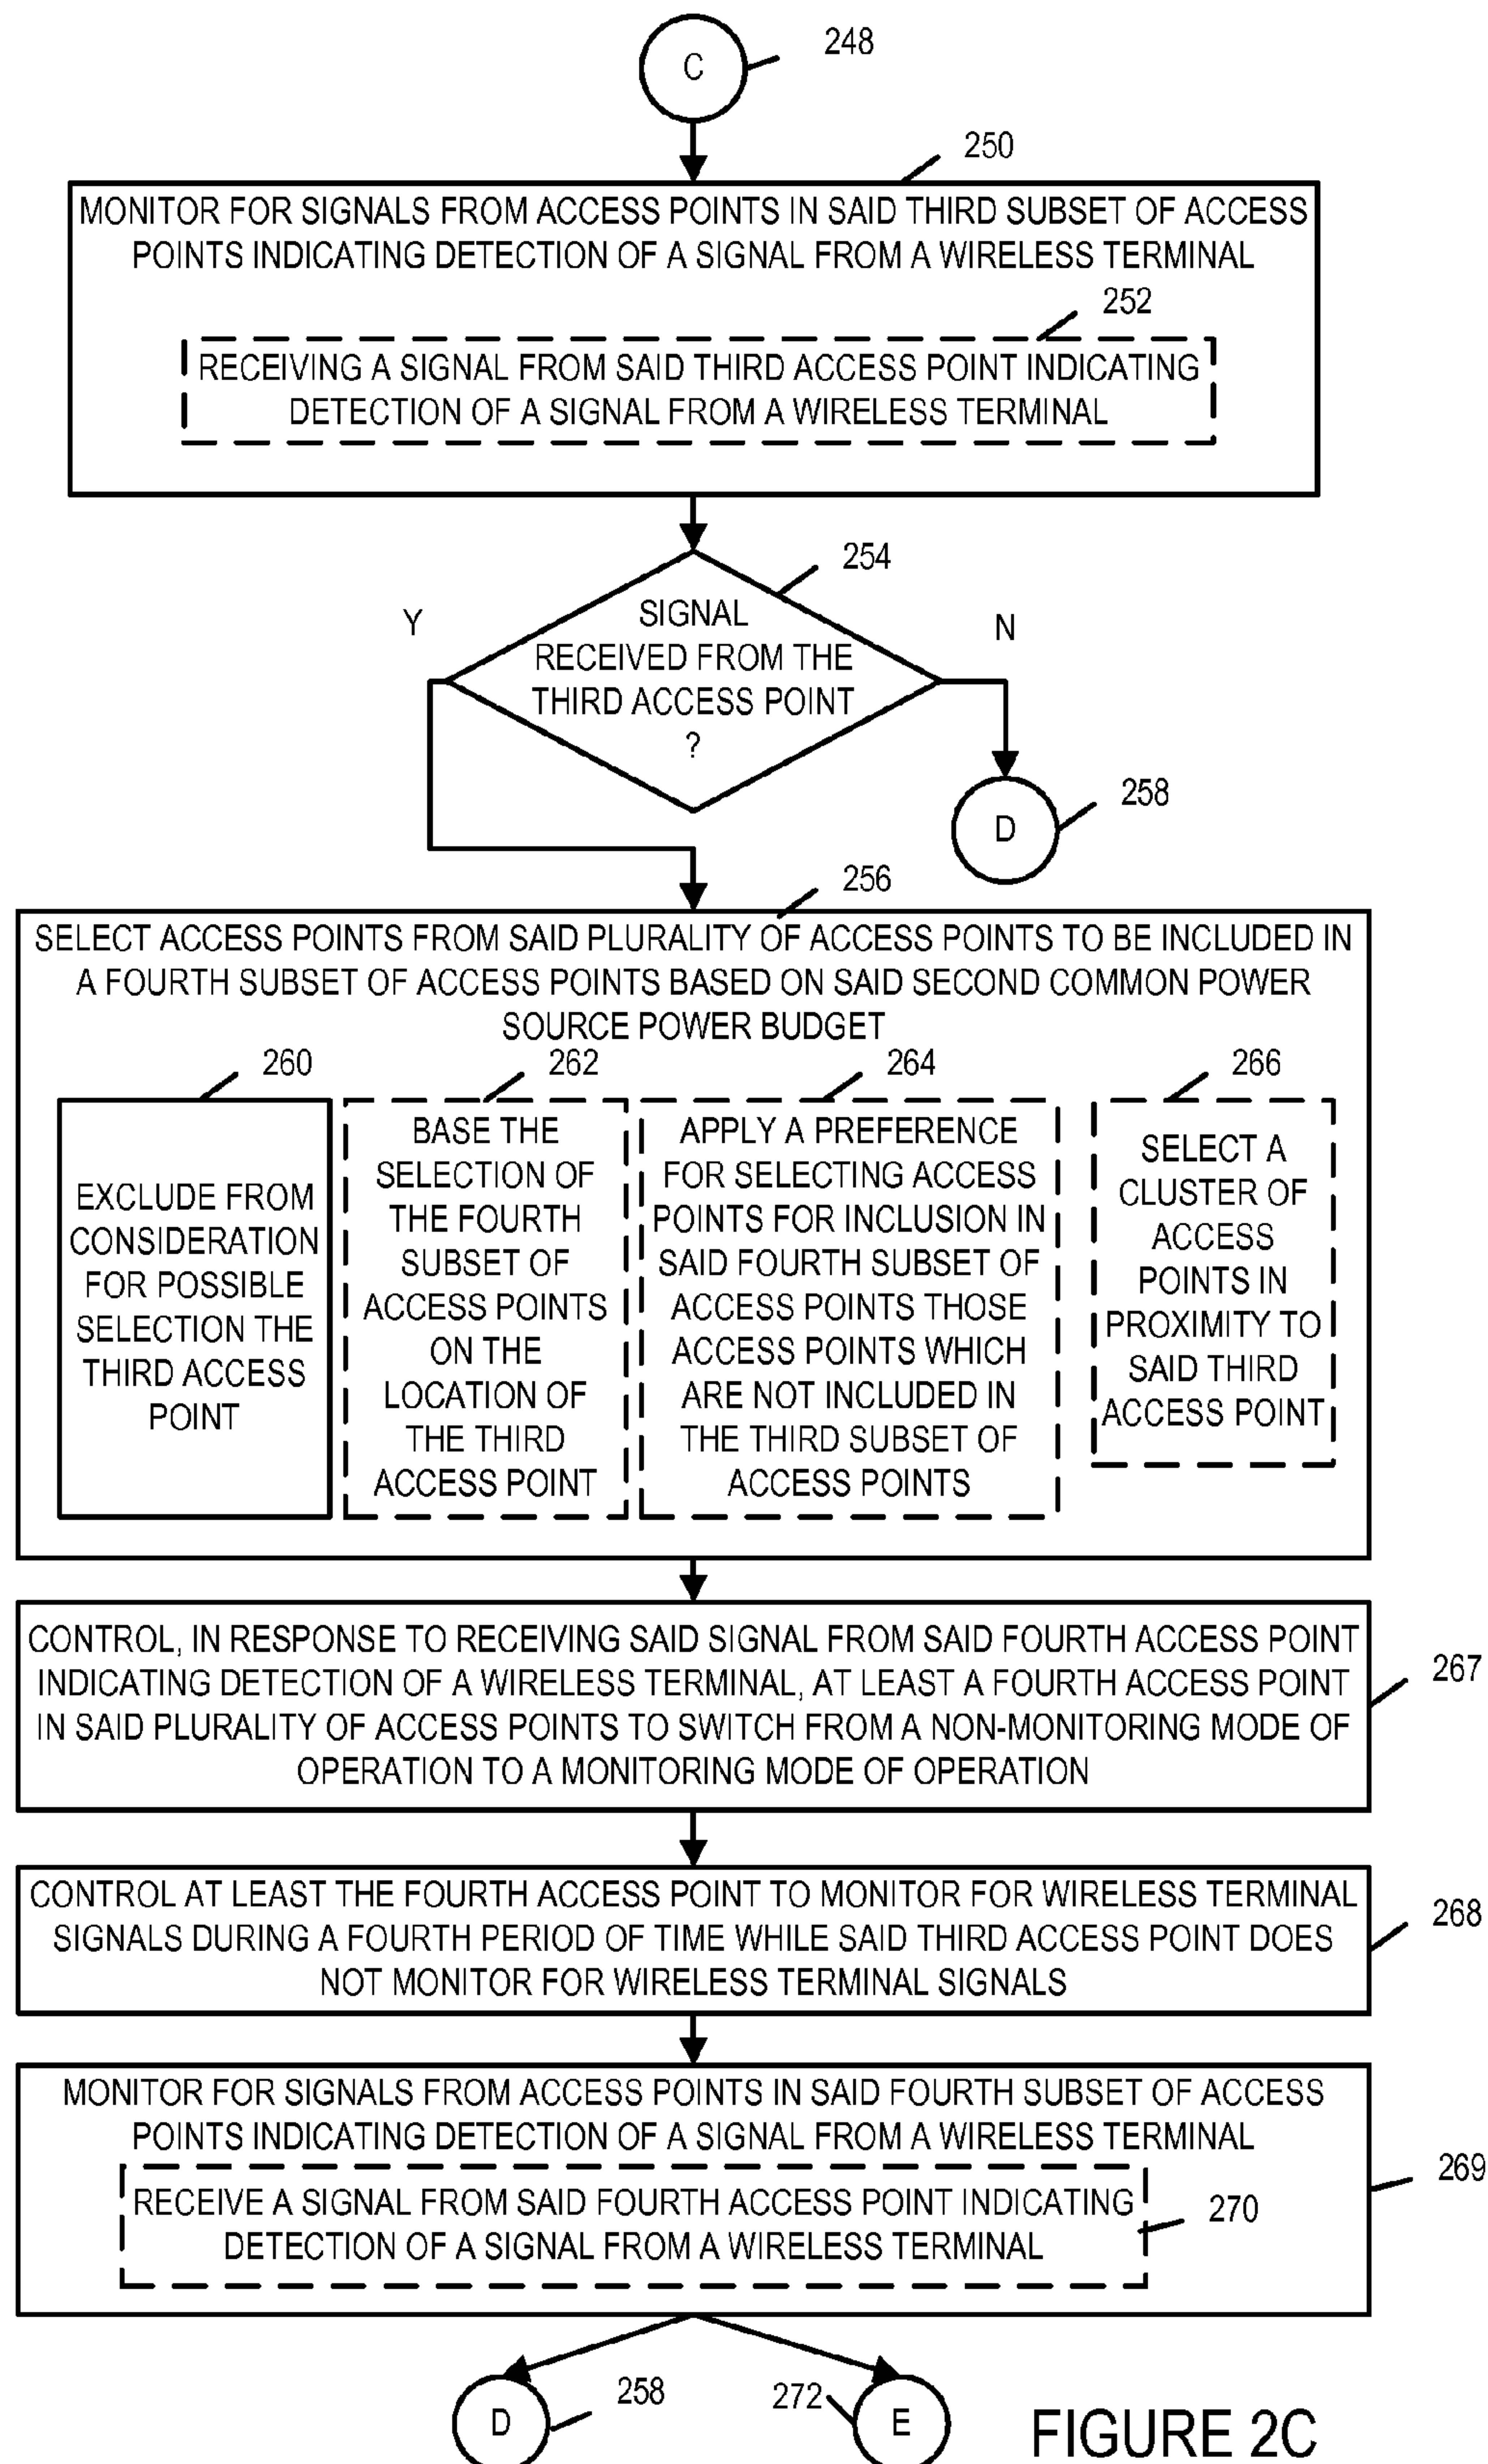 C
248
250
MONITOR FOR SIGNALS FROM ACCESS POINTS IN SAID THIRD SUBSET OF ACCESS
POINTS INDICATING DETECTION OF A SIGNAL FROM A WIRELESS TERMINAL
252
RECEIVING A SIGNAL FROM SAID THIRD ACCESS POINT INDICATING
DETECTION OF A SIGNAL FROM A WIRELESS TERMINAL
254
Y
SIGNAL
RECEIVED FROM THE
THIRD ACCESS POINT
?
N
D
258
256
SELECT ACCESS POINTS FROM SAID PLURALITY OF ACCESS POINTS TO BE INCLUDED IN
A FOURTH SUBSET OF ACCESS POINTS BASED ON SAID SECOND COMMON POWER
SOURCE POWER BUDGET
260
EXCLUDE FROM
CONSIDERATION
FOR POSSIBLE
SELECTION THE
THIRD ACCESS
POINT
262
BASE THE
SELECTION OF
THE FOURTH
SUBSET OF
ACCESS POINTS
ON THE
LOCATION OF
THE THIRD
ACCESS POINT
264
APPLY A PREFERENCE
FOR SELECTING ACCESS
POINTS FOR INCLUSION IN
SAID FOURTH SUBSET OF
ACCESS POINTS THOSE
ACCESS POINTS WHICH
ARE NOT INCLUDED IN
THE THIRD SUBSET OF
ACCESS POINTS
266
SELECT A
CLUSTER OF
ACCESS
POINTS IN
PROXIMITY TO
SAID THIRD
ACCESS POINT
CONTROL, IN RESPONSE TO RECEIVING SAID SIGNAL FROM SAID FOURTH ACCESS POINT
INDICATING DETECTION OF A WIRELESS TERMINAL, AT LEAST A FOURTH ACCESS POINT
IN SAID PLURALITY OF ACCESS POINTS TO SWITCH FROM A NON-MONITORING MODE OF
OPERATION TO A MONITORING MODE OF OPERATION
267
CONTROL AT LEAST THE FOURTH ACCESS POINT TO MONITOR FOR WIRELESS TERMINAL
SIGNALS DURING A FOURTH PERIOD OF TIME WHILE SAID THIRD ACCESS POINT DOES
NOT MONITOR FOR WIRELESS TERMINAL SIGNALS
268
MONITOR FOR SIGNALS FROM ACCESS POINTS IN SAID FOURTH SUBSET OF ACCESS
POINTS INDICATING DETECTION OF A SIGNAL FROM A WIRELESS TERMINAL
269
RECEIVE A SIGNAL FROM SAID FOURTH ACCESS POINT INDICATING
DETECTION OF A SIGNAL FROM A WIRELESS TERMINAL
270
D
258
272
E
FIGURE 2C